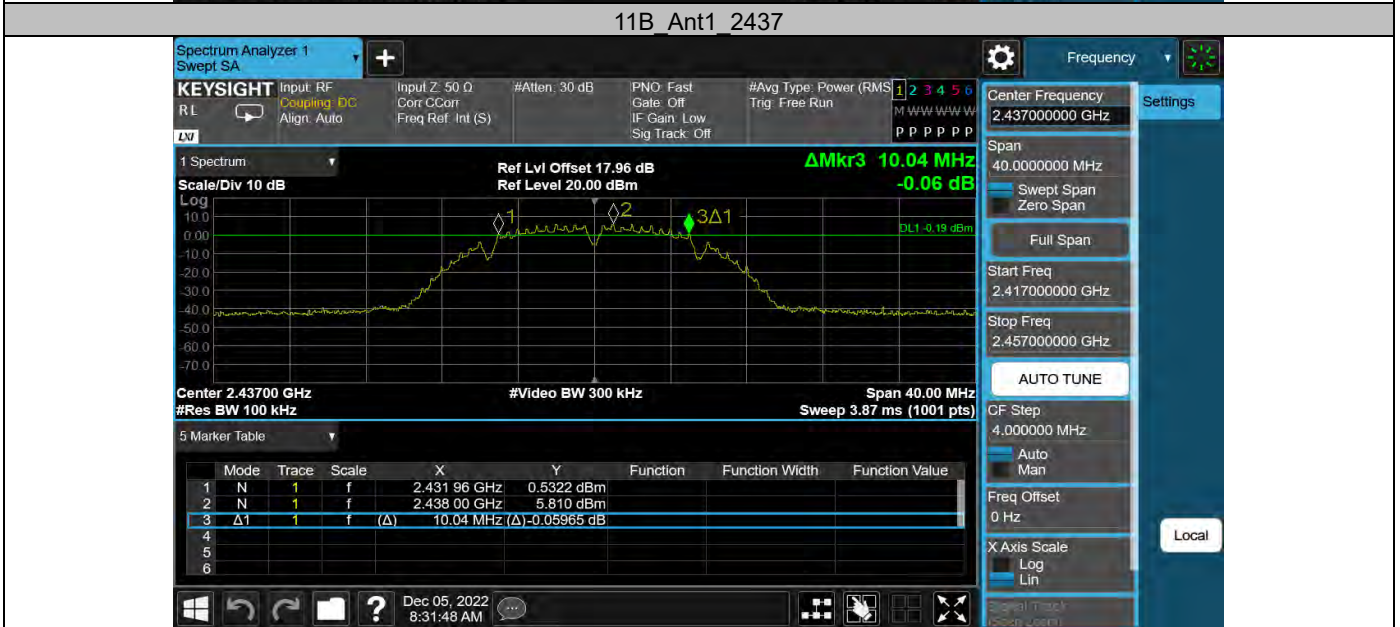 11B_Ant1_2437
Spectrum Analyzer 1
Swept SA
Frequency
KEYSIGHT
RL
LXI
Input: RF
Coupling: DC
Align: Auto
Input Z: 50 Ω
Corr CCorr
Freq Ref: Int (S)
#Atten: 30 dB
PNO: Fast
Gate: Off
IF Gain: Low
Sig Track: Off
#Avg Type: Power (RMS
Trig: Free Run
1 2 3 4 5 6
M W W W W W
P P P P P P
Center Frequency
2.437000000 GHz
Settings
1 Spectrum
Ref Lvl Offset 17.96 dB
ΔMkr3 10.04 MHz
Scale/Div 10 dB
Ref Level 20.00 dBm
-0.06 dB
Log
10.0
0.00
-10.0
-20.0
-30.0
-40.0
-50.0
-60.0
-70.0
1
2
3Δ1
DL1 -0.19 dBm
Center 2.43700 GHz
#Video BW 300 kHz
Span 40.00 MHz
#Res BW 100 kHz
Sweep 3.87 ms (1001 pts)
Span
40.0000000 MHz
Swept Span
Zero Span
Full Span
Start Freq
2.417000000 GHz
Stop Freq
2.457000000 GHz
AUTO TUNE
CF Step
4.000000 MHz
Auto
Man
Freq Offset
0 Hz
X Axis Scale
Log
Lin
Signal Track
(Span Zoom)
Local
5 Marker Table
Mode Trace Scale X Y Function Function Width Function Value
1 N 1 f 2.431 96 GHz 0.5322 dBm
2 N 1 f 2.438 00 GHz 5.810 dBm
3 Δ1 1 f (Δ) 10.04 MHz (Δ) -0.05965 dB
4
5
6
?
Dec 05, 2022
8:31:48 AM